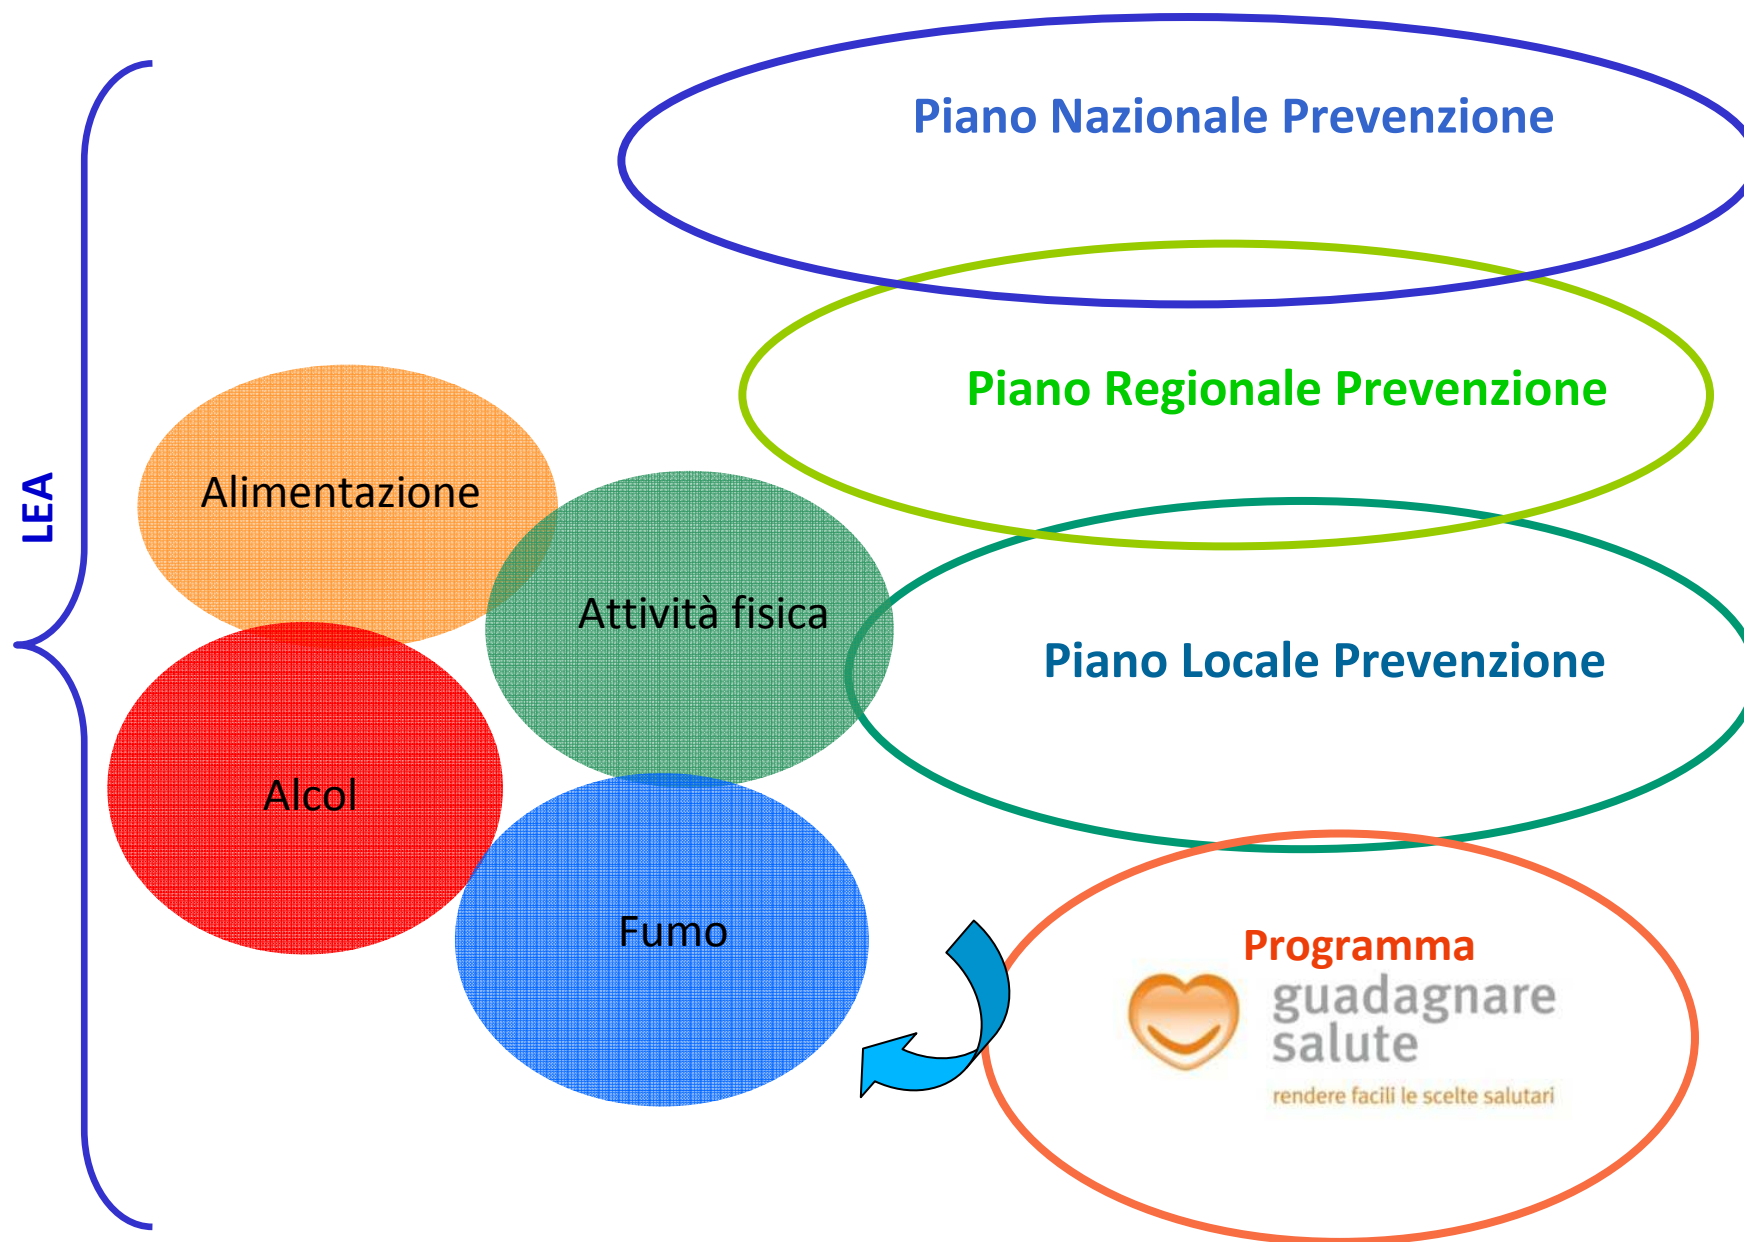 Piano Nazionale Prevenzione
Piano Regionale Prevenzione
LEA
Alimentazione
Attività fisica
Piano Locale Prevenzione
Alcol
Fumo
Programma
guadagnare
salute
rendere facili le scelte salutari